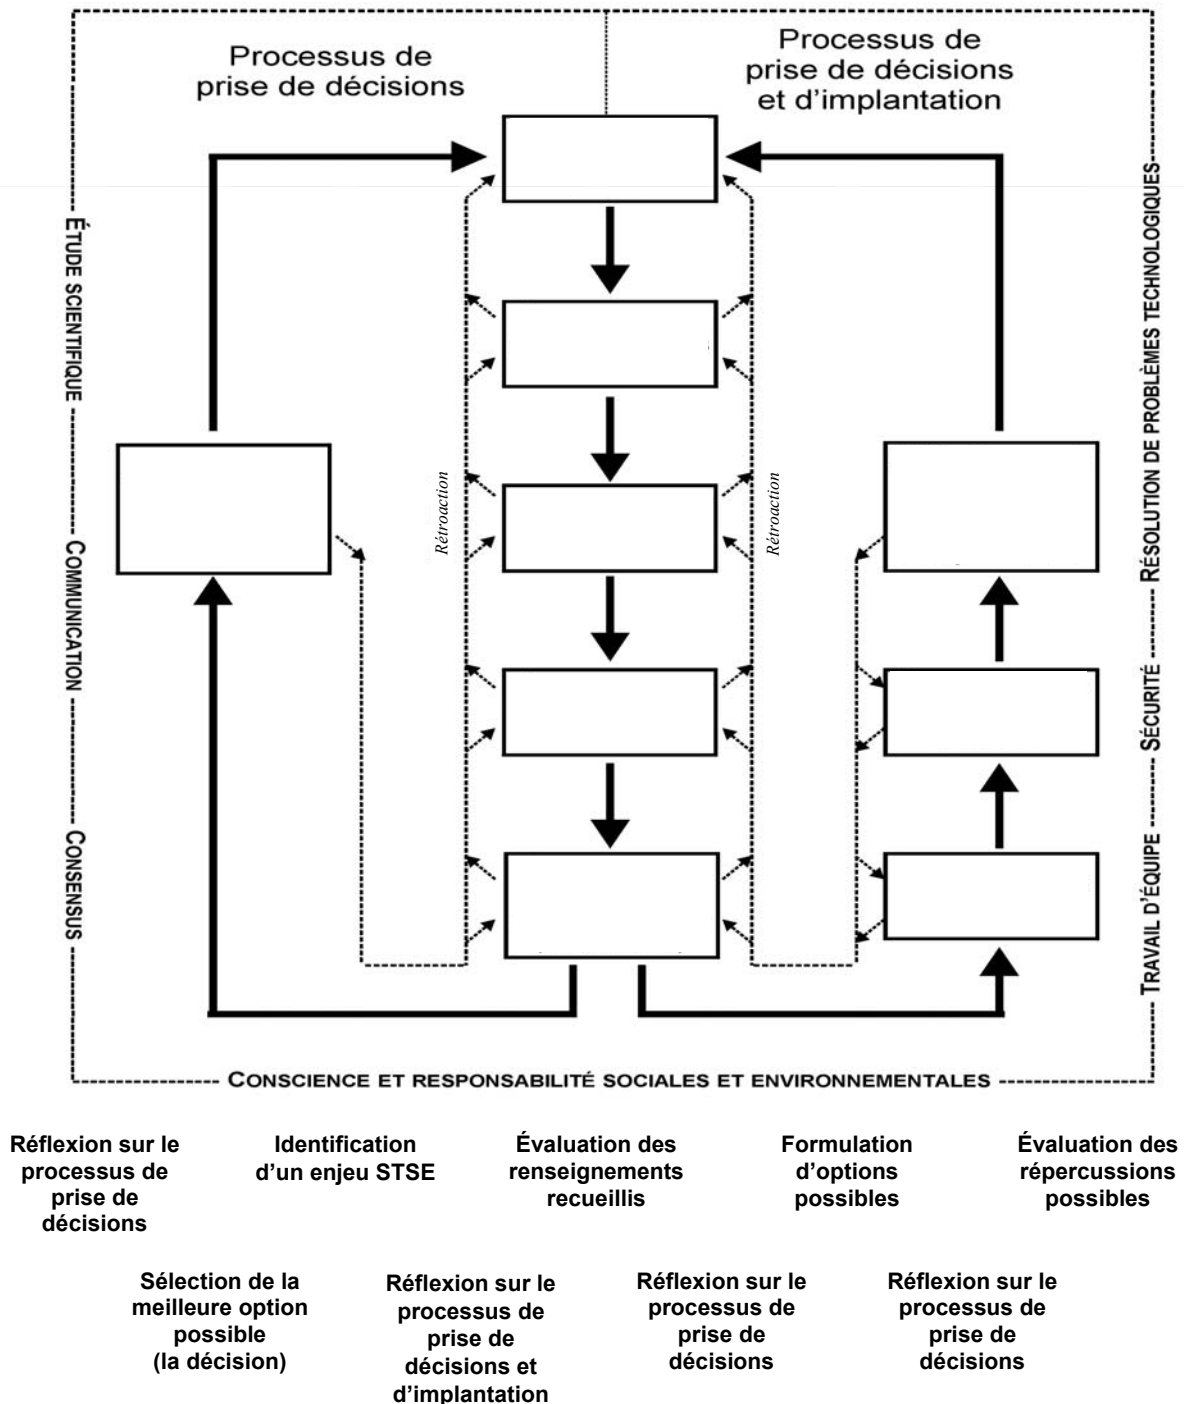 Processus de
prise de décisions
Processus de
prise de décisions
et d'implantation
ÉTUDE SCIENTIFIQUE
COMMUNICATION
CONSENSUS
Rétroaction
Rétroaction
RÉSOLUTION DE PROBLÈMES TECHNOLOGIQUES
SÉCURITÉ
TRAVAIL D'ÉQUIPE
CONSCIENCE ET RESPONSABILITÉ SOCIALES ET ENVIRONNEMENTALES
Réflexion sur le
processus de
prise de
décisions
Identification
d'un enjeu STSE
Évaluation des
renseignements
recueillis
Formulation
d'options
possibles
Évaluation des
répercussions
possibles
Sélection de la
meilleure option
possible
(la décision)
Réflexion sur le
processus de
prise de
décisions et
d'implantation
Réflexion sur le
processus de
prise de
décisions
Réflexion sur le
processus de
prise de
décisions